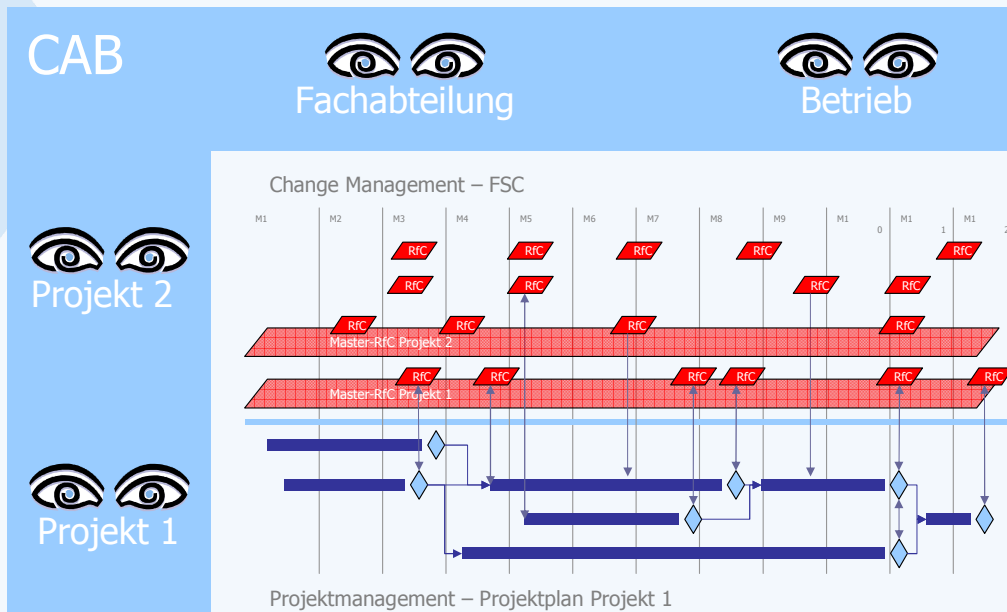 CAB
Fachabteilung
Betrieb
Change Management – FSC
M1 M2 M3 M4 M5 M6 M7 M8 M9 M1 M1 M1
0 1 2
RfC RfC RfC RfC RfC
Projekt 2
RfC RfC RfC RfC
RfC RfC RfC RfC
Master-RfC Projekt 2
RfC RfC RfC RfC RfC RfC
Master-RfC Projekt 1
Projekt 1
Projektmanagement – Projektplan Projekt 1